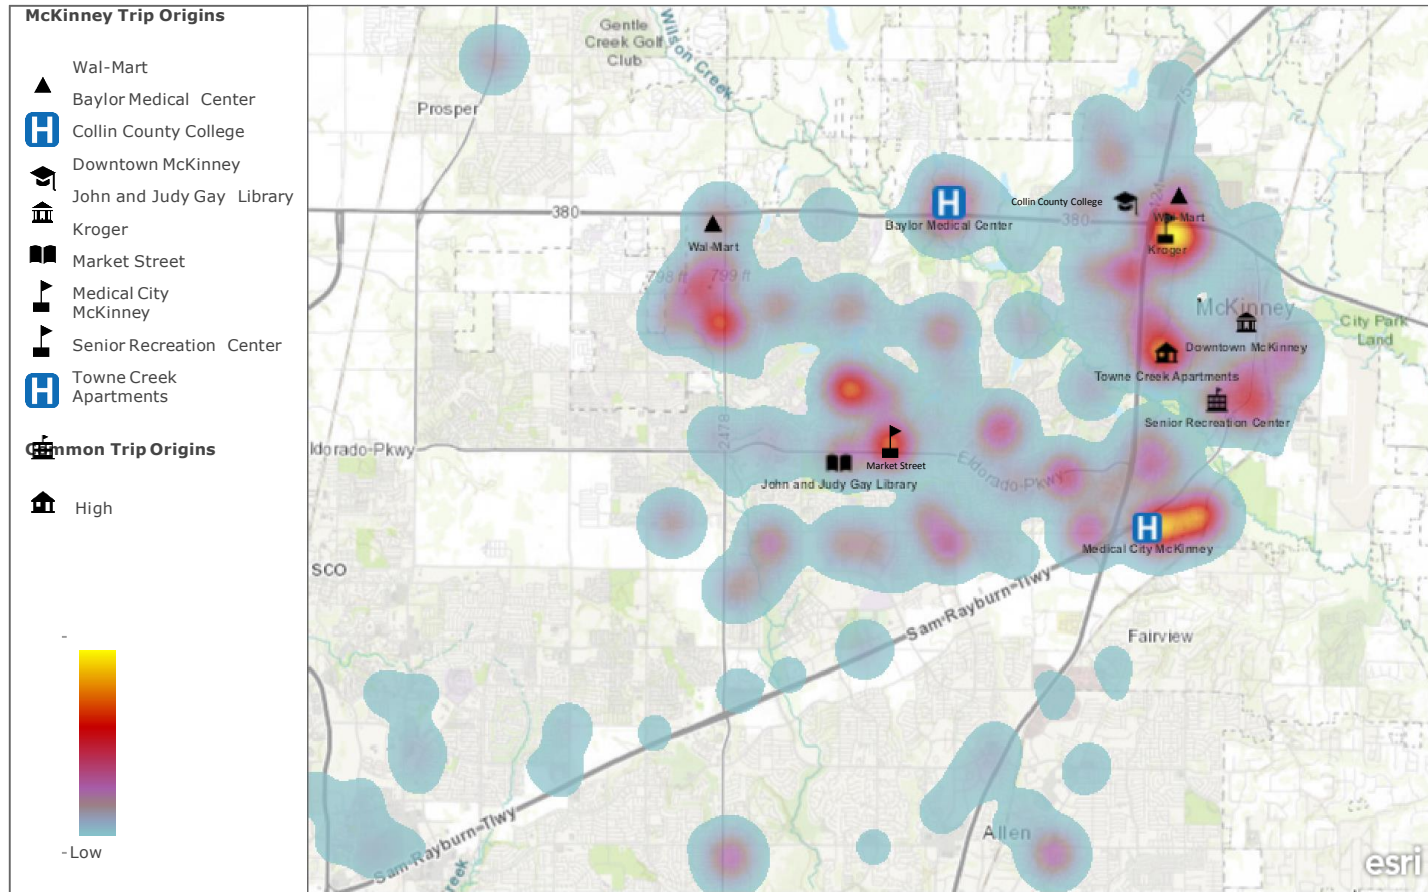 McKinney Trip Origins
Wal-Mart
Baylor Medical Center
Collin County College
Downtown McKinney
John and Judy Gay Library
Kroger
Market Street
Medical City
McKinney
Senior Recreation Center
Towne Creek
Apartments
Common Trip Origins
High
-
-Low
Gentle
Creek Golf
Club
Wilson Creek
Prosper
380
Wal-Mart
798 ft
799 ft
H
Baylor Medical Center
Collin County College
380
Wal-Mart
Kroger
McKinney
City Park
Land
Downtown McKinney
Towne Creek Apartments
Senior Recreation Center
2478
ldorado-Pkwy
Market Street
Eldorado-Pkwy
John and Judy Gay Library
H
Medical City McKinney
SCO
Sam-Rayburn-Tlwy
Fairview
Allen
Sam-Rayburn-Tlwy
reek
esri
H
H